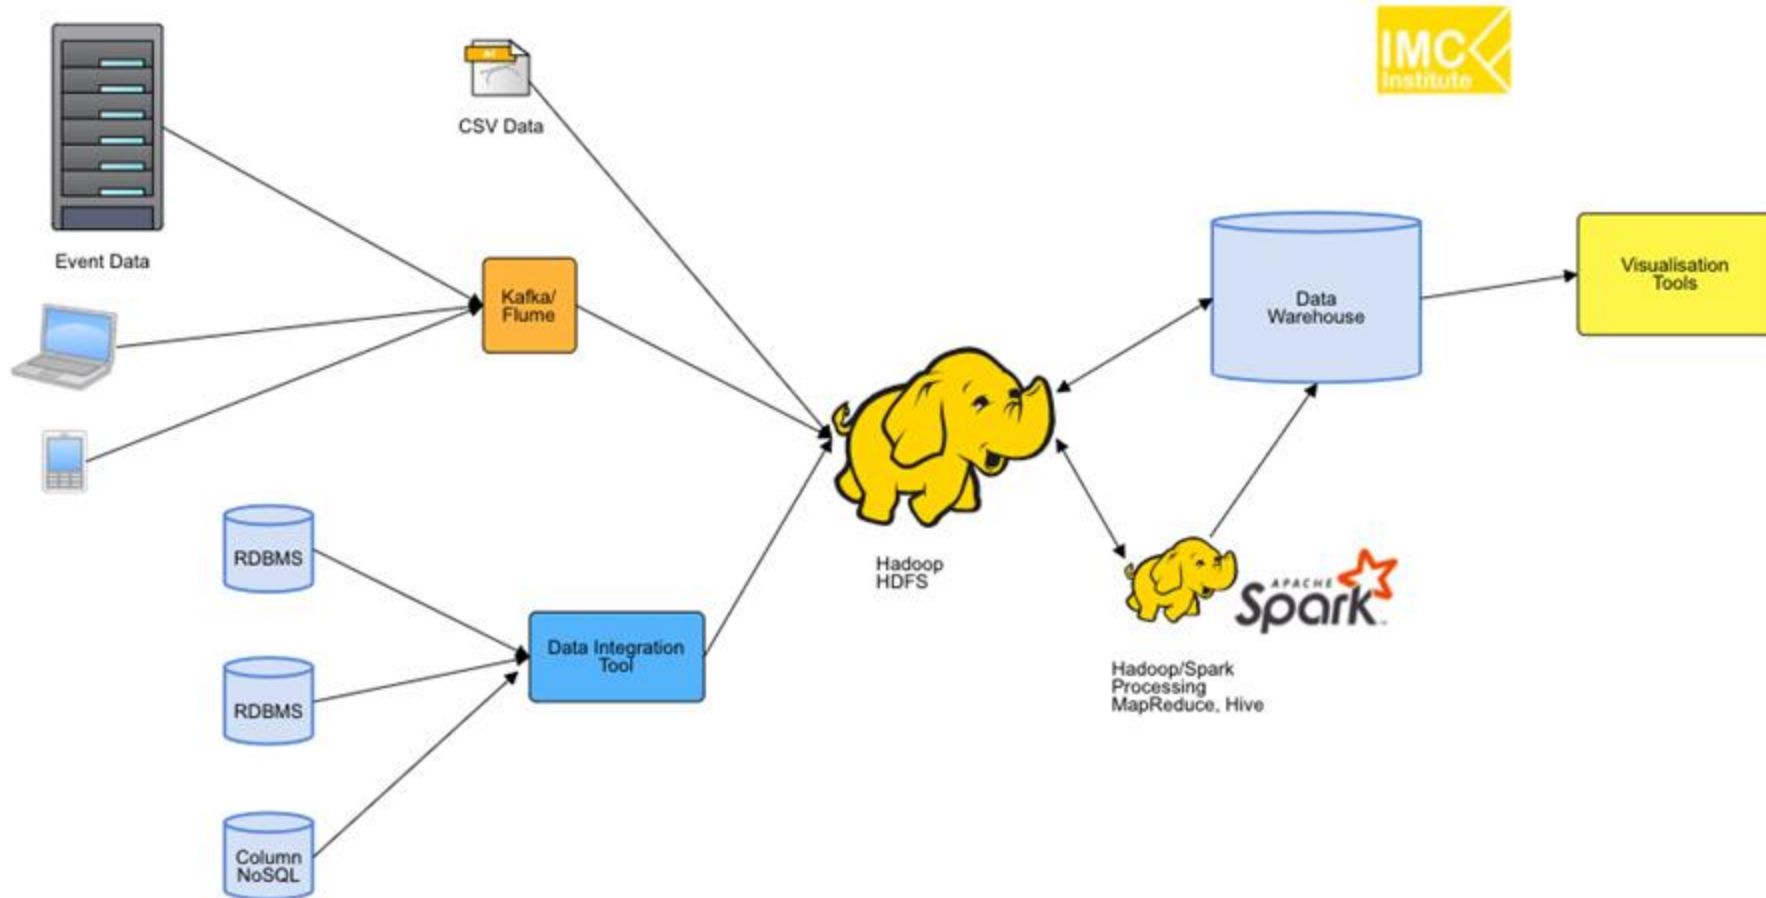 IMC
Institute
CSV Data
Event Data
Kafka/
Flume
Data
Warehouse
Visualisation
Tools
RDBMS
Hadoop
HDFS
Data Integration
Tool
APACHE
Spark
Hadoop/Spark
Processing
MapReduce, Hive
RDBMS
Column
NoSQL